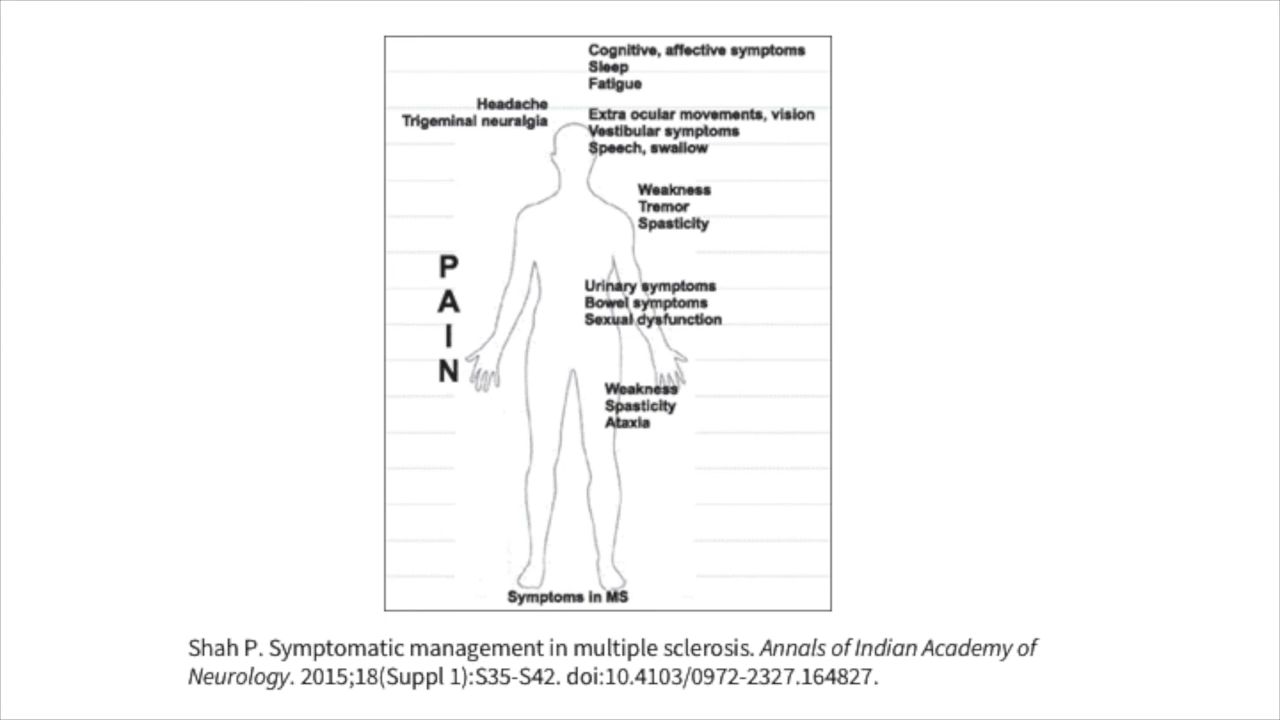 Cognitive, affective symptoms
Sleep
Fatigue
Headache
Trigeminal neuralgia
Extra ocular movements, vision
Vestibular symptoms
Speech, swallow
Weakness
Tremor
Spasticity
P
A
I
N
Urinary symptoms
Bowel symptoms
Sexual dysfunction
Weakness
Spasticity
Ataxia
Symptoms in MS
Shah P. Symptomatic management in multiple sclerosis. Annals of Indian Academy of
Neurology. 2015;18(Suppl 1):S35-S42. doi:10.4103/0972-2327.164827.